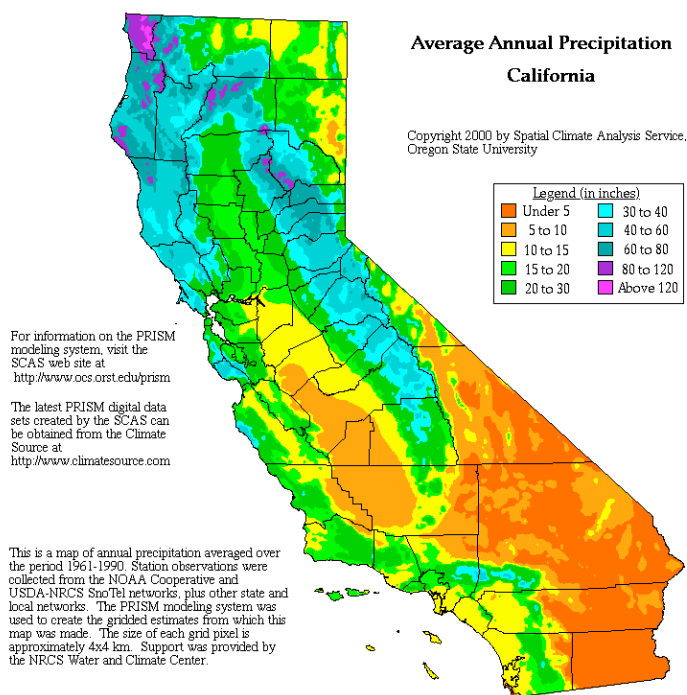 Average Annual Precipitation
California
Copyright 2000 by Spatial Climate Analysis Service,
Oregon State University
Legend (in inches)
Under 5
5 to 10
10 to 15
15 to 20
20 to 30
30 to 40
40 to 60
60 to 80
80 to 120
Above 120
For information on the PRISM
modeling system, visit the
SCAS web site at
http://www.ocs.orst.edu/prism
The latest PRISM digital data
sets created by the SCAS can
be obtained from the Climate
Source at
http://www.climatesource.com
This is a map of annual precipitation averaged over
the period 1961-1990. Station observations were
collected from the NOAA Cooperative and
USDA-NRCS SnoTel networks, plus other state and
local networks. The PRISM modeling system was
used to create the gridded estimates from which this
map was made. The size of each grid pixel is
approximately 4x4 km. Support was provided by
the NRCS Water and Climate Center.